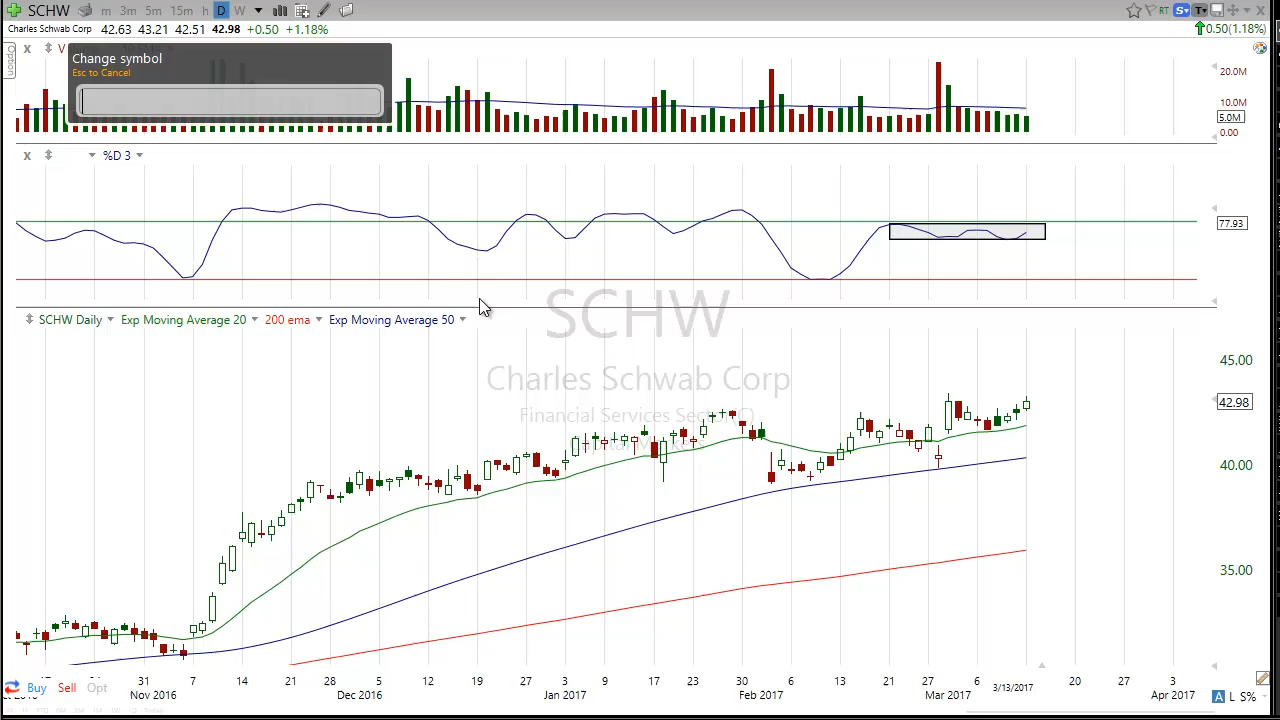 SCHW m 3m 5m 15m h D W RT S T
Charles Schwab Corp 42.63 43.21 42.51 42.98 +0.50 +1.18% 0.50(1.18%)
Option
Change symbol
Esc to Cancel
20.0M
10.0M
5.0M
0.00
%D 3
77.93
SCHW Daily Exp Moving Average 20 200 ema Exp Moving Average 50
SCHW
Charles Schwab Corp
Financial Services Sector
45.00
42.98
40.00
35.00
31 7 14 21 28 5 12 19 27 3 9 17 23 30 6 13 21 27 6 3/13/2017 20 27 3
Nov 2016 Dec 2016 Jan 2017 Feb 2017 Mar 2017 Apr 2017
Buy Sell Opt
A L S%